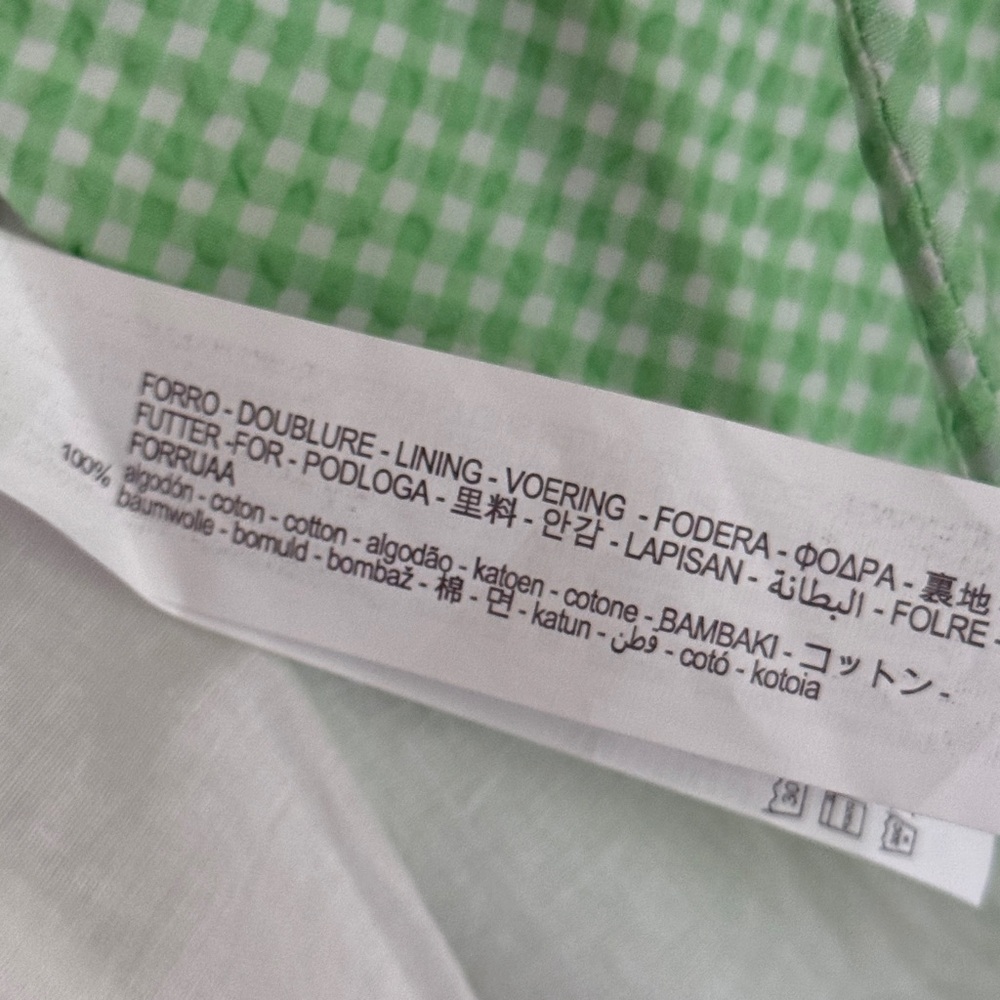 FORRO - DOUBLURE - LINING - VOERING - FODERA - ΦΟΔΡΑ - 裏地
FUTTER -FOR - PODLOGA - 里料 - 안감 - LAPISAN - البطانة - FOLRE -
FORRUAA
100% algodón - coton - cotton - algodão - katoen - cotone - BAMBAKI - コットン -
baumwolle - bomuld - bombaž - 棉 - 면 - katun - وقطن - cotó - kotoia